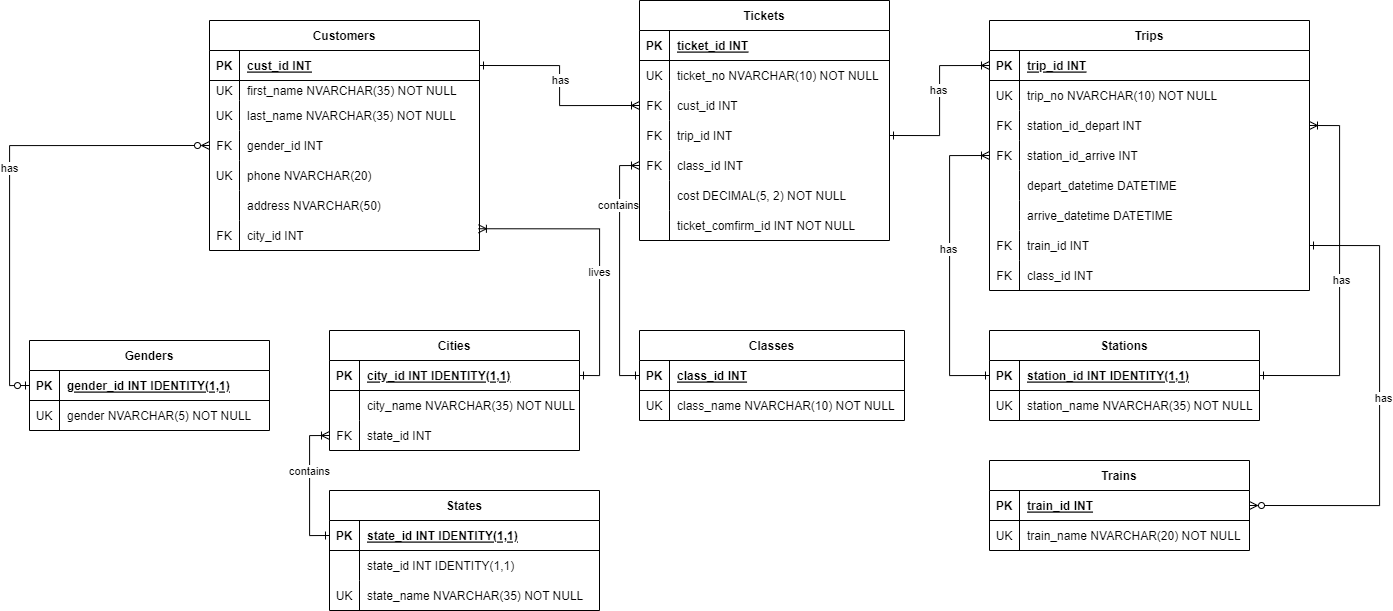 Customers
PK cust_id INT
UK first_name NVARCHAR(35) NOT NULL
UK last_name NVARCHAR(35) NOT NULL
FK gender_id INT
UK phone NVARCHAR(20)
address NVARCHAR(50)
FK city_id INT
has
has
lives
Tickets
PK ticket_id INT
UK ticket_no NVARCHAR(10) NOT NULL
FK cust_id INT
FK trip_id INT
FK class_id INT
cost DECIMAL(5, 2) NOT NULL
ticket_comfirm_id INT NOT NULL
contains
has
Trips
PK trip_id INT
UK trip_no NVARCHAR(10) NOT NULL
FK station_id_depart INT
FK station_id_arrive INT
depart_datetime DATETIME
arrive_datetime DATETIME
FK train_id INT
FK class_id INT
has
has
has
Genders
PK gender_id INT IDENTITY(1,1)
UK gender NVARCHAR(5) NOT NULL
Cities
PK city_id INT IDENTITY(1,1)
city_name NVARCHAR(35) NOT NULL
FK state_id INT
contains
Classes
PK class_id INT
UK class_name NVARCHAR(10) NOT NULL
Stations
PK station_id INT IDENTITY(1,1)
UK station_name NVARCHAR(35) NOT NULL
States
PK state_id INT IDENTITY(1,1)
state_id INT IDENTITY(1,1)
UK state_name NVARCHAR(35) NOT NULL
Trains
PK train_id INT
UK train_name NVARCHAR(20) NOT NULL